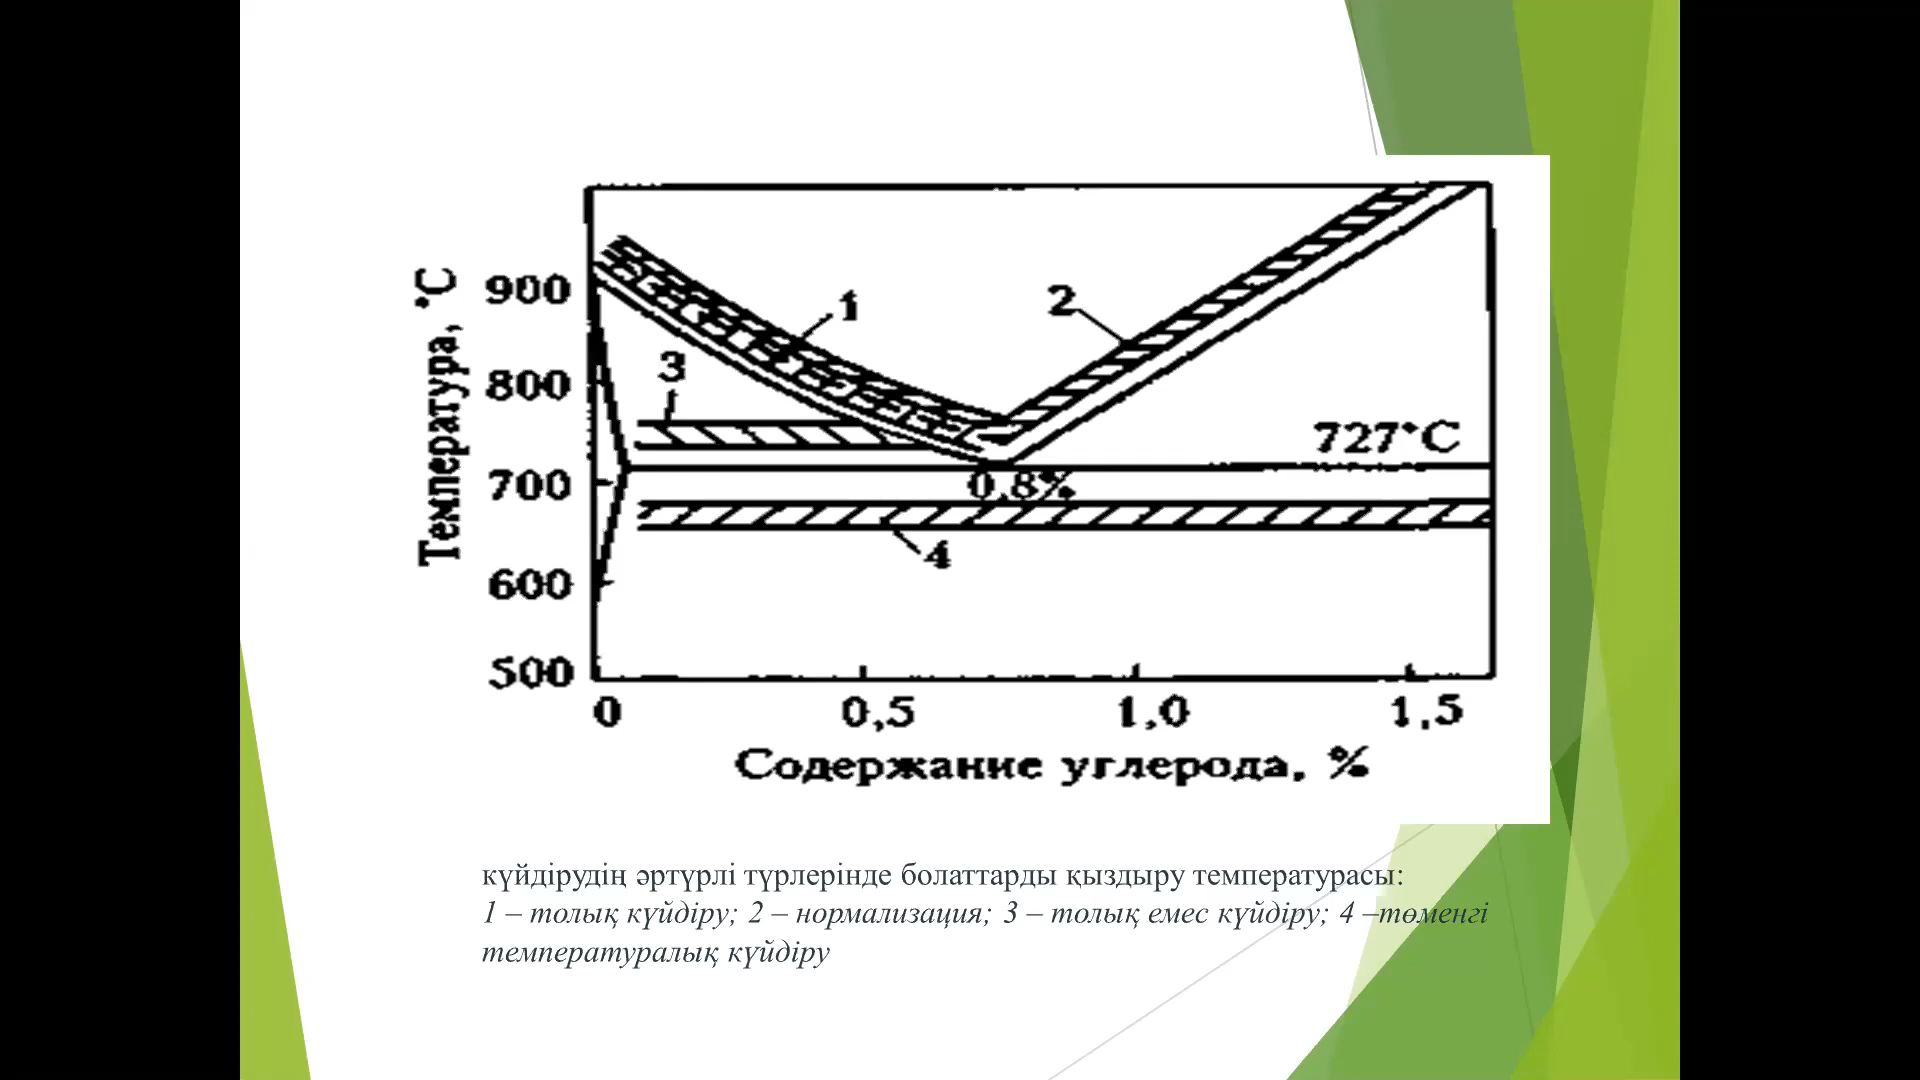 Температура, °C
900
800
700
600
500
1
2
3
727°C
0,8%
4
0
0,5
1,0
1,5
Содержание углерода, %
күйдірудің әртүрлі түрлерінде болаттарды қыздыру температурасы:
1 – толық күйдіру; 2 – нормализация; 3 – толық емес күйдіру; 4 –төменгі
температуралық күйдіру